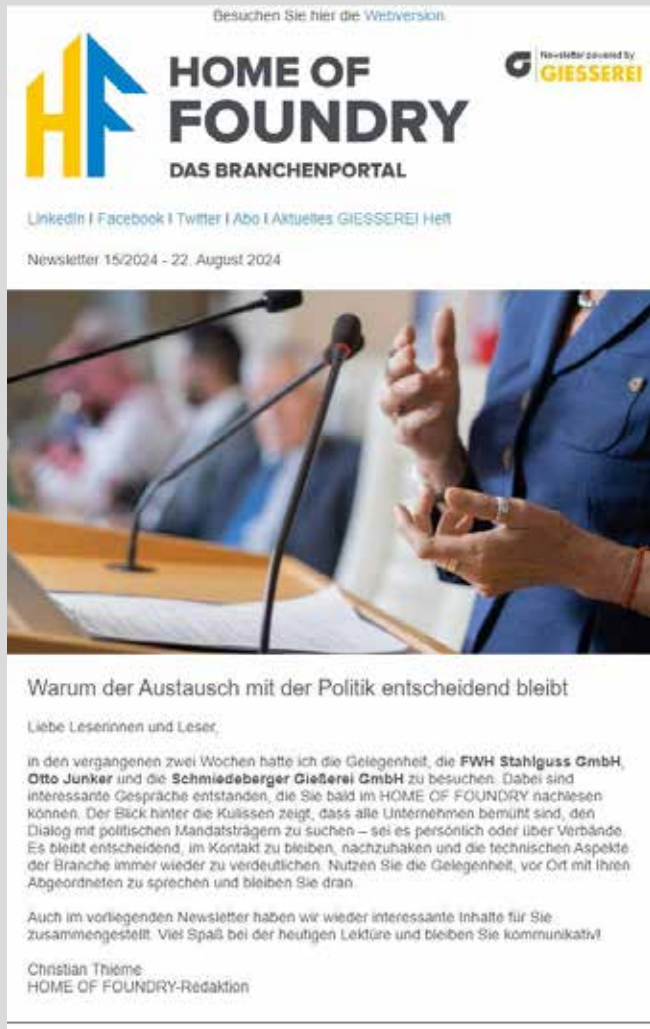 Besuchen Sie hier die Webversion
HOME OF
FOUNDRY
DAS BRANCHENPORTAL
Newsletter powered by
GIESSEREI
LinkedIn I Facebook I Twitter I Abo I Aktuelles GIESSEREI Heft
Newsletter 15/2024 - 22. August 2024
Warum der Austausch mit der Politik entscheidend bleibt
Liebe Leserinnen und Leser,
in den vergangenen zwei Wochen hatte ich die Gelegenheit, die FWH Stahlguss GmbH,
Otto Junker und die Schmiedeberger Gießerei GmbH zu besuchen. Dabei sind
interessante Gespräche entstanden, die Sie bald im HOME OF FOUNDRY nachlesen
können. Der Blick hinter die Kulissen zeigt, dass alle Unternehmen bemüht sind, den
Dialog mit politischen Mandatsträgern zu suchen – sei es persönlich oder über Verbände.
Es bleibt entscheidend, im Kontakt zu bleiben, nachzuhaken und die technischen Aspekte
der Branche immer wieder zu verdeutlichen. Nutzen Sie die Gelegenheit, vor Ort mit Ihren
Abgeordneten zu sprechen und bleiben Sie dran.
Auch im vorliegenden Newsletter haben wir wieder interessante Inhalte für Sie
zusammengestellt. Viel Spaß bei der heutigen Lektüre und bleiben Sie kommunikativ!
Christian Thieme
HOME OF FOUNDRY-Redaktion